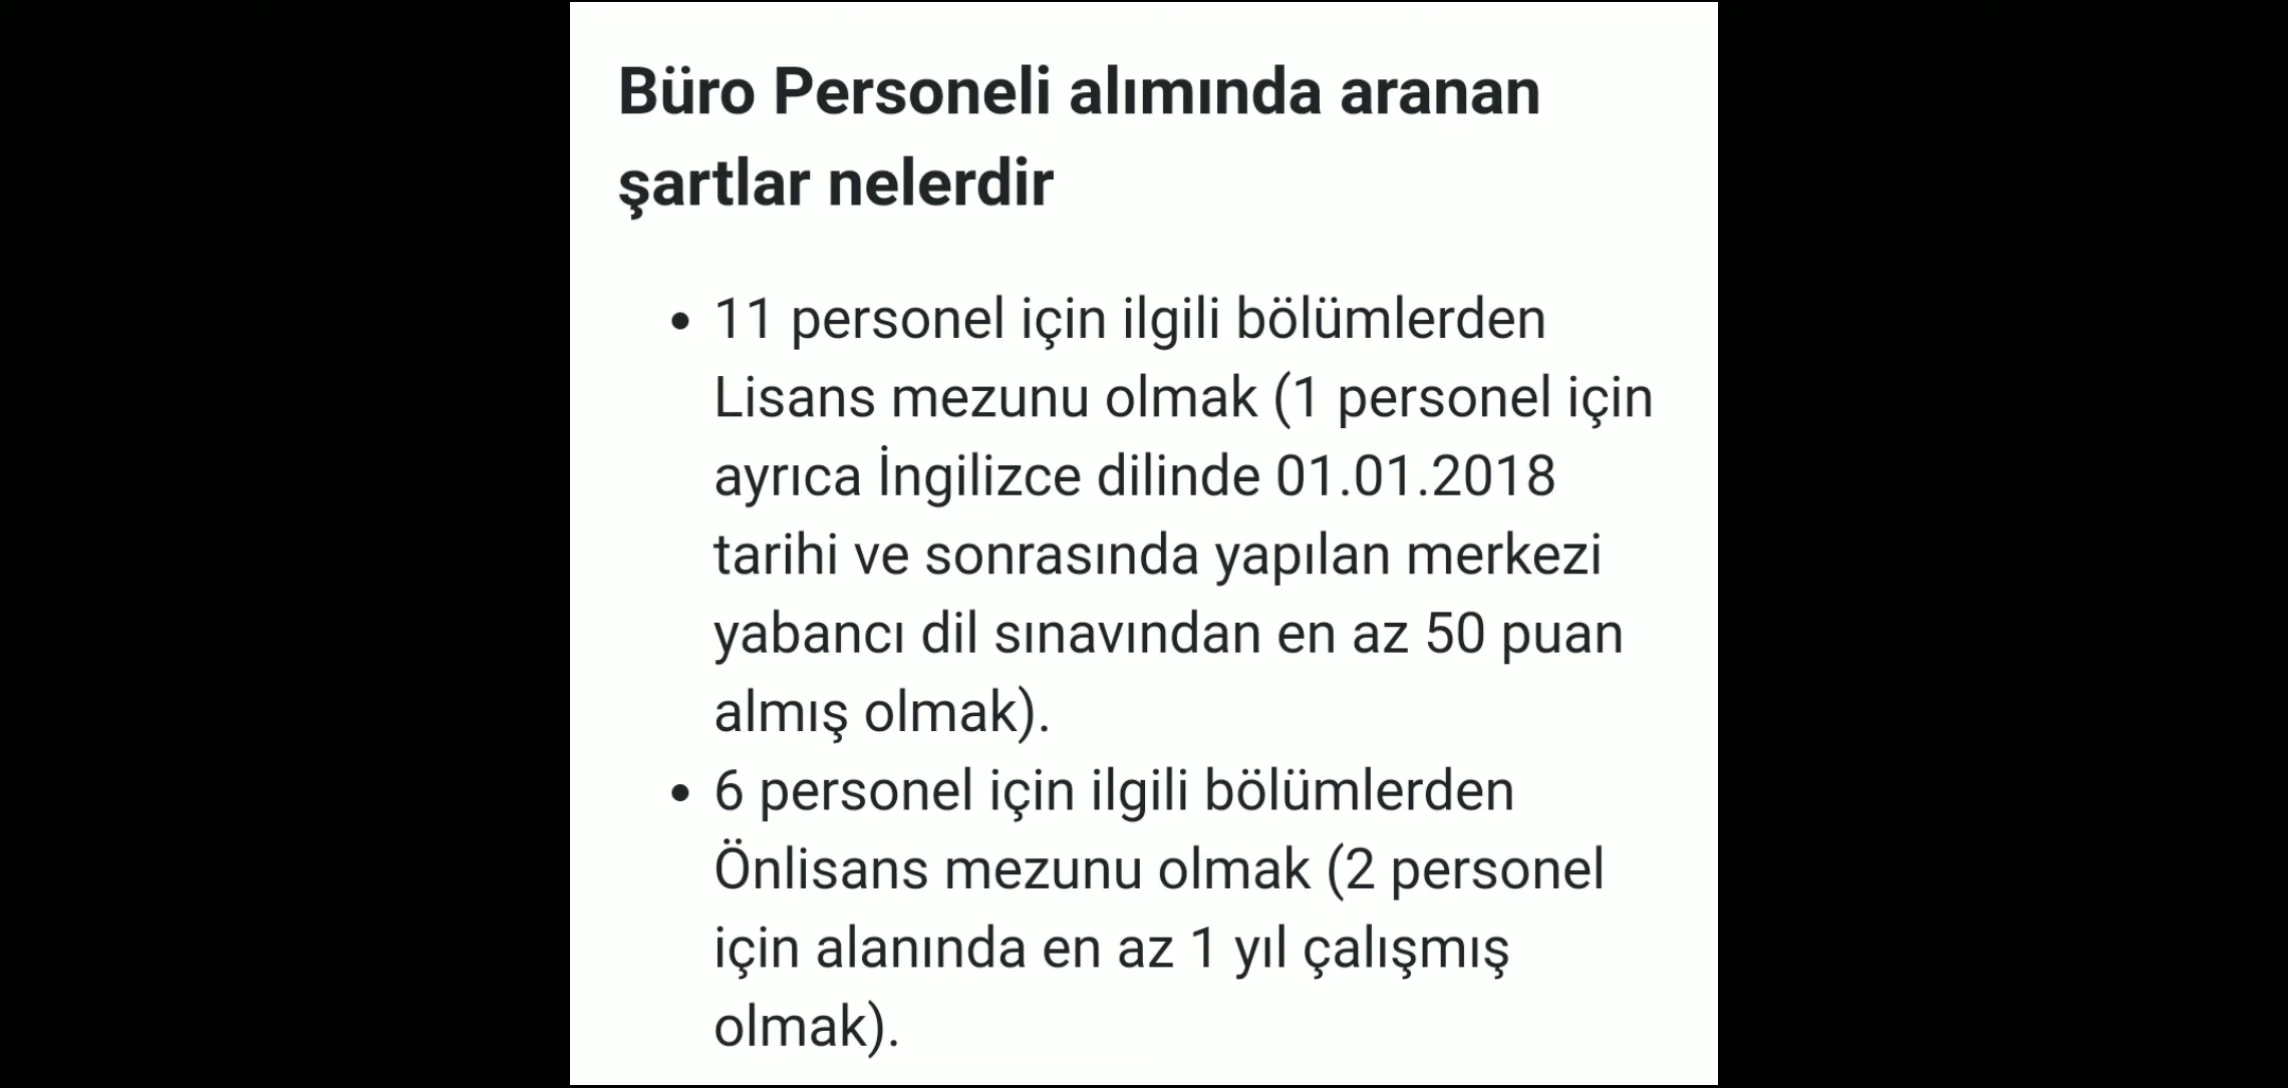 Büro Personeli alımında aranan
şartlar nelerdir
• 11 personel için ilgili bölümlerden
Lisans mezunu olmak (1 personel için
ayrıca İngilizce dilinde 01.01.2018
tarihi ve sonrasında yapılan merkezi
yabancı dil sınavından en az 50 puan
almış olmak).
• 6 personel için ilgili bölümlerden
Önlisans mezunu olmak (2 personel
için alanında en az 1 yıl çalışmış
olmak).